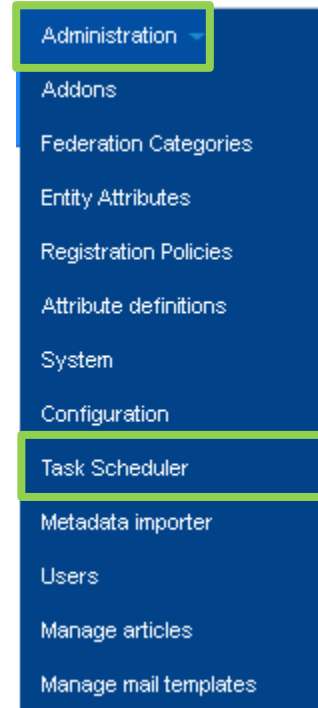 Administration
Addons
Federation Categories
Entity Attributes
Registration Policies
Attribute definitions
System
Configuration
Task Scheduler
Metadata importer
Users
Manage articles
Manage mail templates